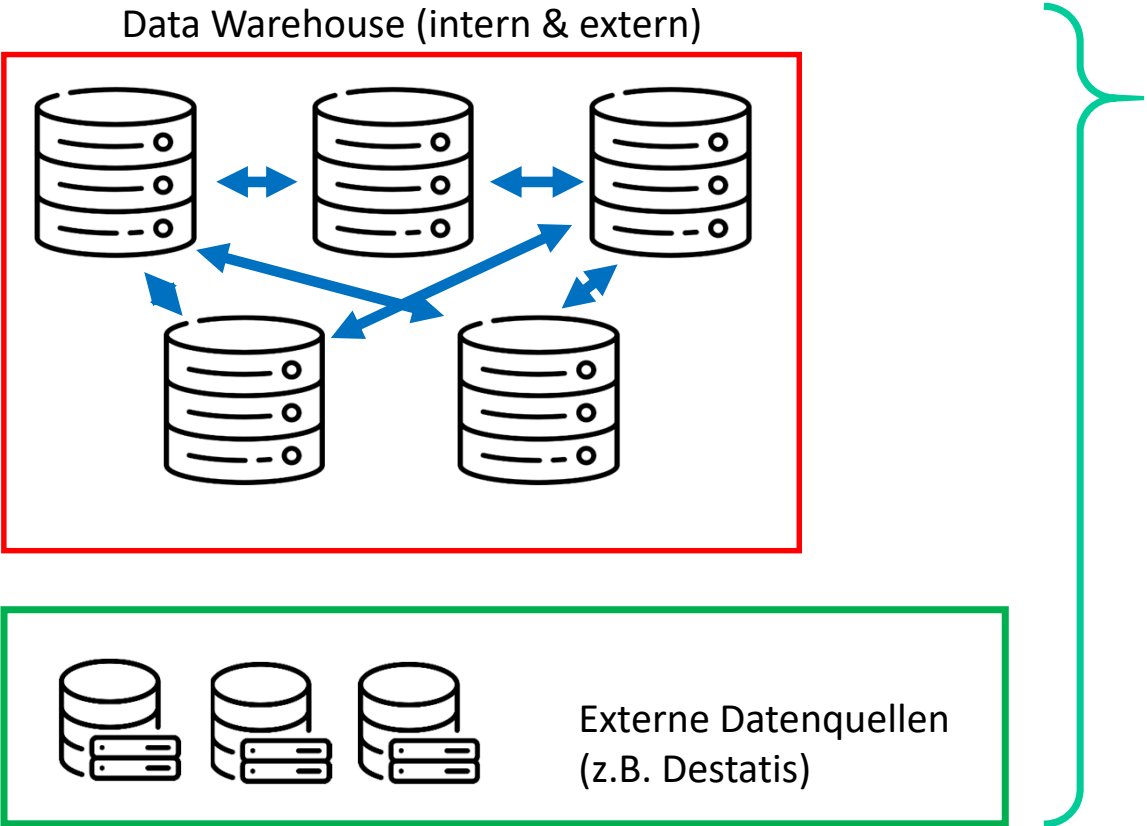 Data Warehouse (intern & extern)
Externe Datenquellen
(z.B. Destatis)